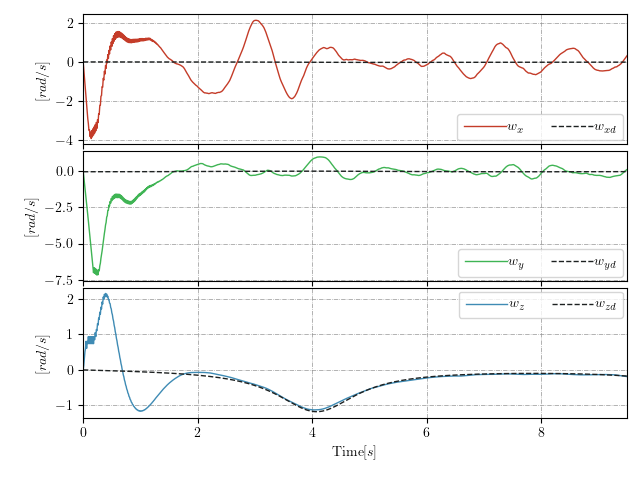 2
0
−2
−4
[rad/s]
w_x
w_xd
0.0
−2.5
−5.0
−7.5
[rad/s]
w_y
w_yd
2
1
0
−1
[rad/s]
w_z
w_zd
0 2 4 6 8
Time[s]